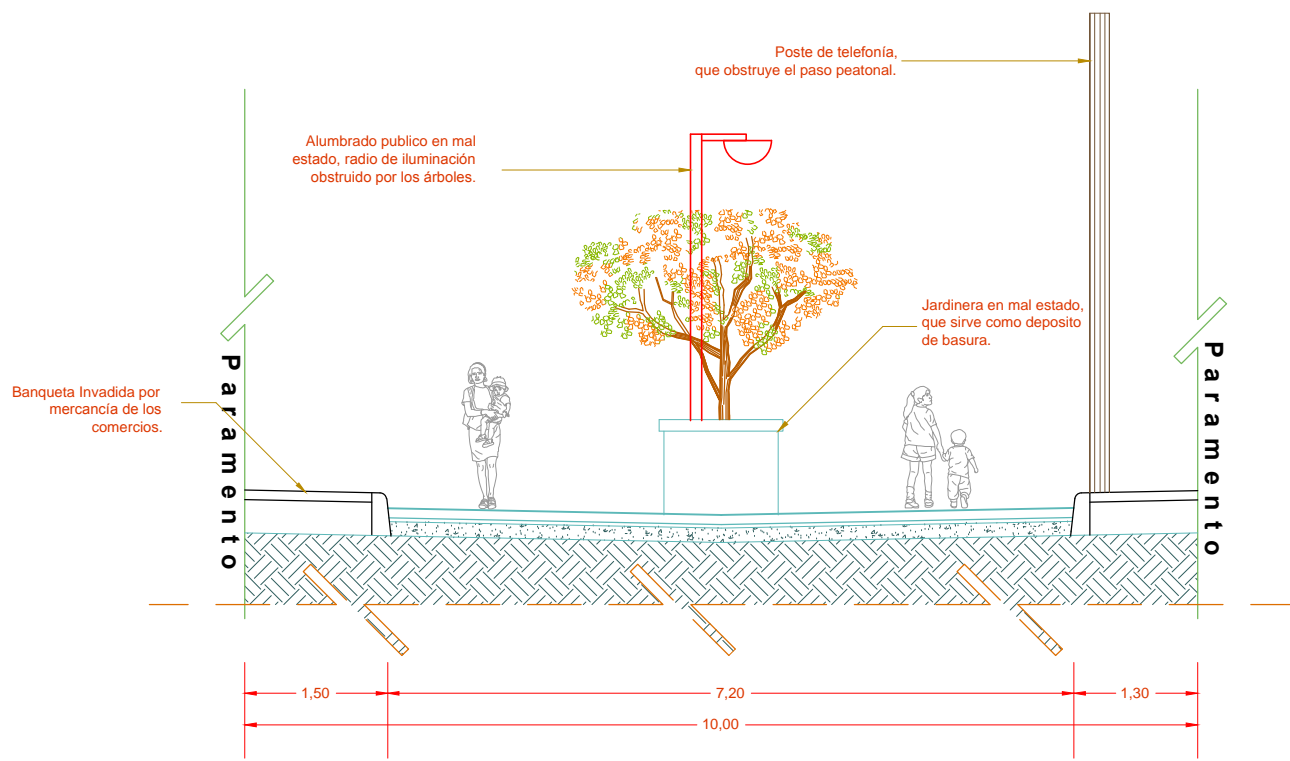 Poste de telefonía,
que obstruye el paso peatonal.
Alumbrado publico en mal
estado, radio de iluminación
obstruido por los árboles.
Jardinera en mal estado,
que sirve como deposito
de basura.
Banqueta Invadida por
mercancía de los
comercios.
Paramento
Paramento
1,50
7,20
1,30
10,00